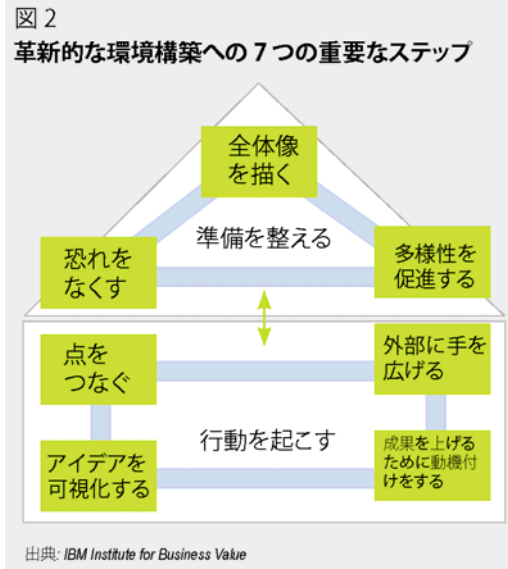 図 2
革新的な環境構築への 7 つの重要なステップ
全体像
を描く
準備を整える
恐れを
なくす
多様性を
促進する
点を
つなぐ
外部に手を
広げる
行動を起こす
アイデアを
可視化する
成果を上げる
ために動機付
けをする
出典: IBM Institute for Business Value